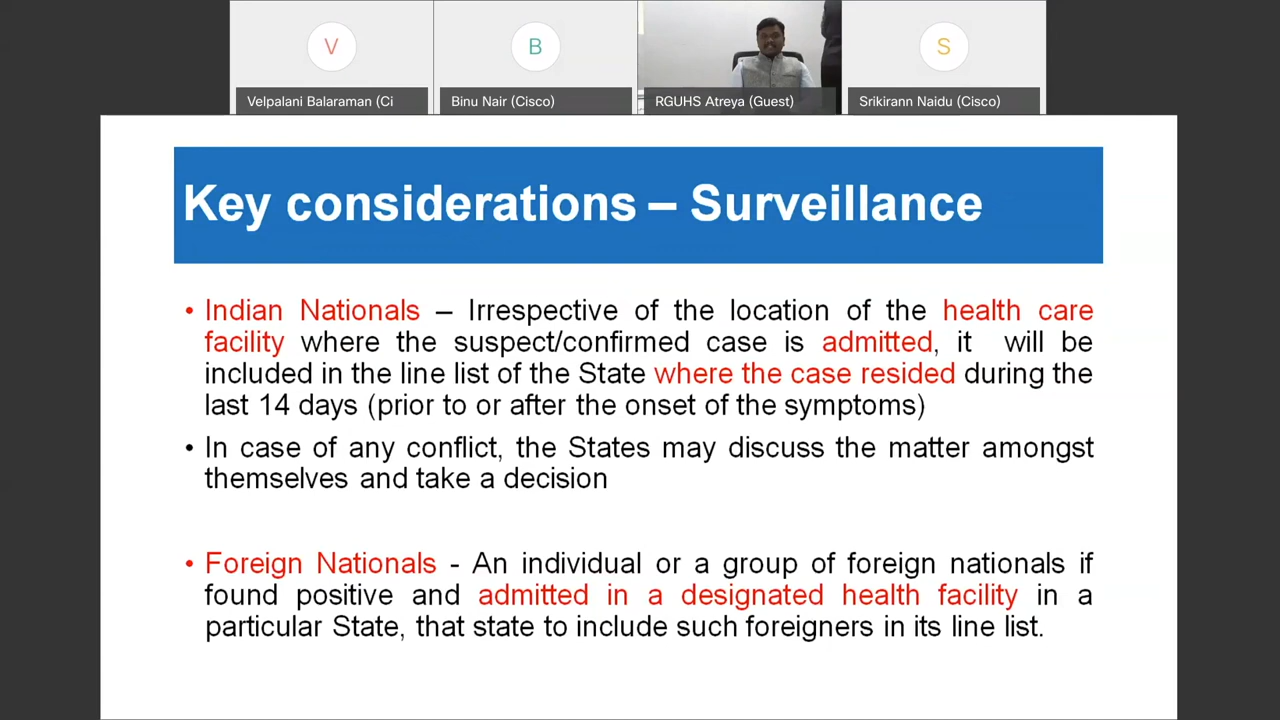 V
B
S
Velpalani Balaraman (Ci
Binu Nair (Cisco)
RGUHS Atreya (Guest)
Srikirann Naidu (Cisco)
Key considerations – Surveillance
• Indian Nationals – Irrespective of the location of the health care
facility where the suspect/confirmed case is admitted, it will be
included in the line list of the State where the case resided during the
last 14 days (prior to or after the onset of the symptoms)
• In case of any conflict, the States may discuss the matter amongst
themselves and take a decision
• Foreign Nationals - An individual or a group of foreign nationals if
found positive and admitted in a designated health facility in a
particular State, that state to include such foreigners in its line list.